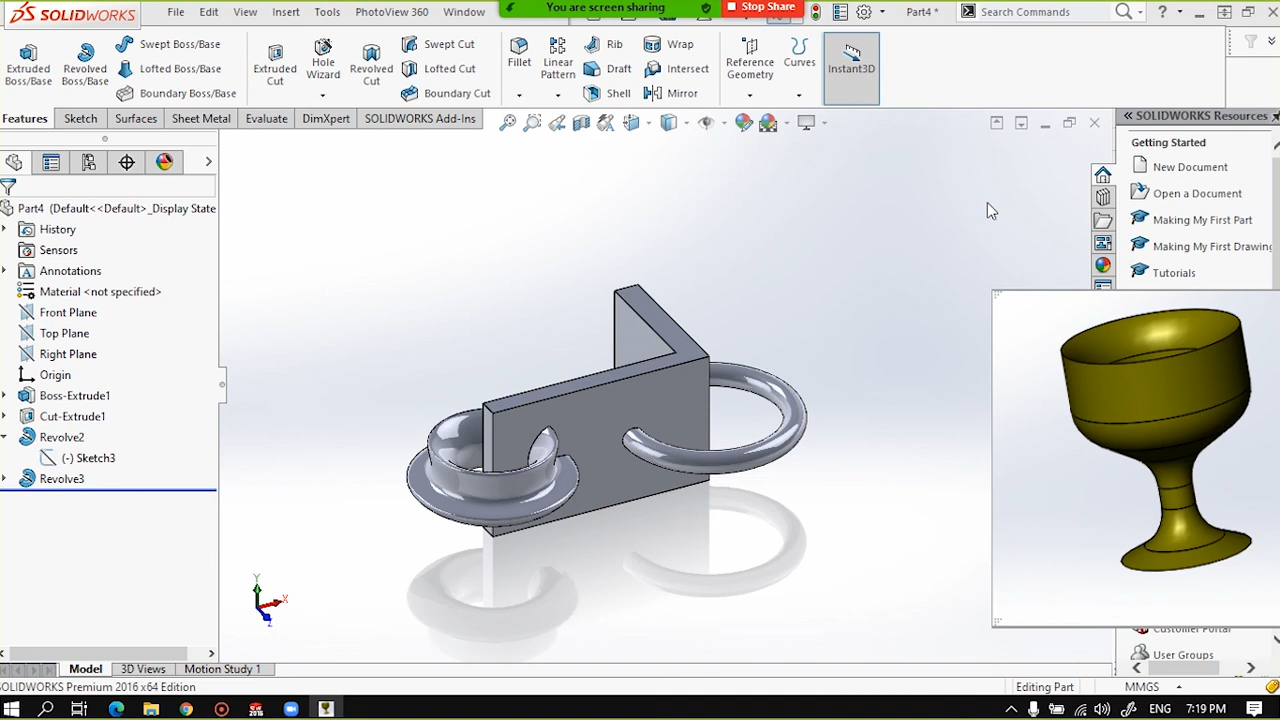 SOLIDWORKS
File Edit View Insert Tools PhotoView 360 Window
You are screen sharing
Stop Share
Part4 *
Search Commands
Extruded Boss/Base
Revolved Boss/Base
Swept Boss/Base
Lofted Boss/Base
Boundary Boss/Base
Extruded Cut
Hole Wizard
Revolved Cut
Swept Cut
Lofted Cut
Boundary Cut
Fillet
Linear Pattern
Rib
Draft
Shell
Wrap
Intersect
Mirror
Reference Geometry
Curves
Instant3D
Features Sketch Surfaces Sheet Metal Evaluate DimXpert SOLIDWORKS Add-Ins
SOLIDWORKS Resources
Getting Started
New Document
Open a Document
Making My First Part
Making My First Drawing
Tutorials
Part4 (Default<<Default>_Display State
History
Sensors
Annotations
Material <not specified>
Front Plane
Top Plane
Right Plane
Origin
Boss-Extrude1
Cut-Extrude1
Revolve2
(-) Sketch3
Revolve3
Y
X
Z
Customer Portal
User Groups
Model 3D Views Motion Study 1
SOLIDWORKS Premium 2016 x64 Edition
Editing Part
MMGS
ENG 7:19 PM